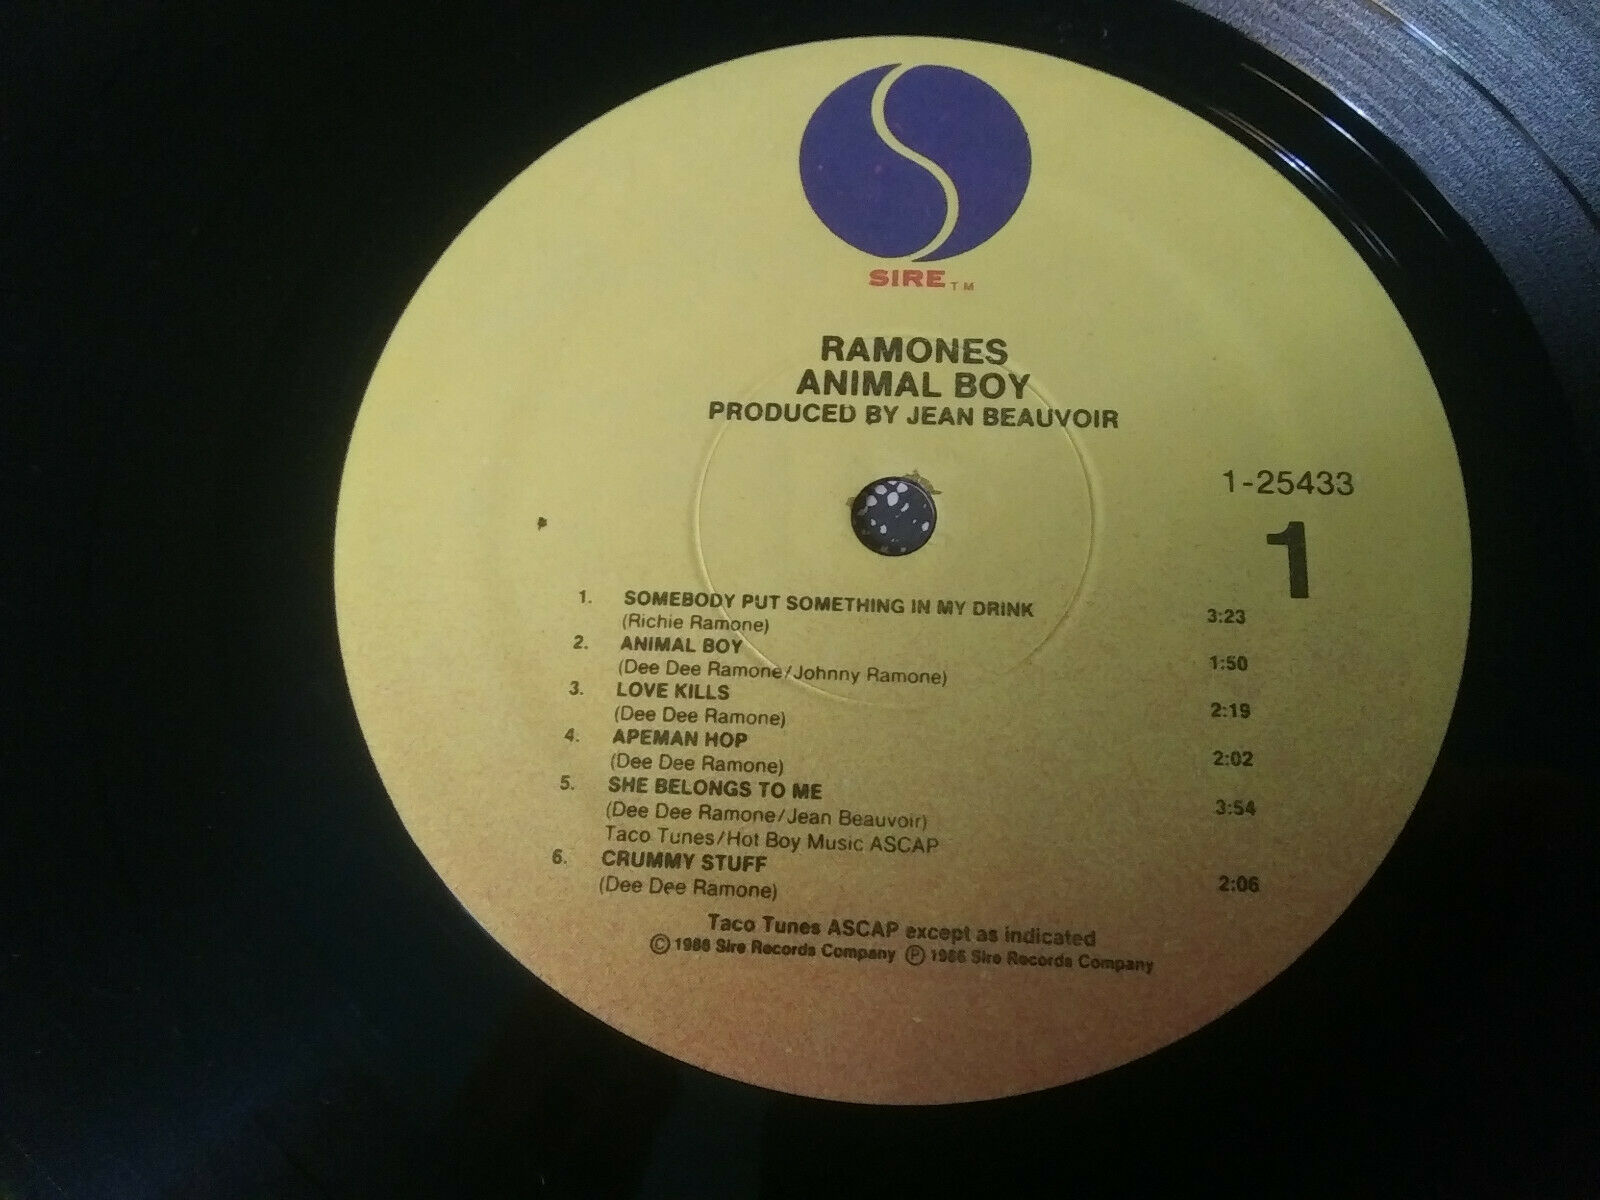 SIRE TM
RAMONES
ANIMAL BOY
PRODUCED BY JEAN BEAUVOIR
1-25433
1
1. SOMEBODY PUT SOMETHING IN MY DRINK 3:23
(Richie Ramone)
2. ANIMAL BOY 1:50
(Dee Dee Ramone/Johnny Ramone)
3. LOVE KILLS 2:19
(Dee Dee Ramone)
4. APEMAN HOP 2:02
(Dee Dee Ramone)
5. SHE BELONGS TO ME 3:54
(Dee Dee Ramone/Jean Beauvoir)
Taco Tunes/Hot Boy Music ASCAP
6. CRUMMY STUFF 2:06
(Dee Dee Ramone)
Taco Tunes ASCAP except as indicated
© 1986 Sire Records Company ℗ 1986 Sire Records Company